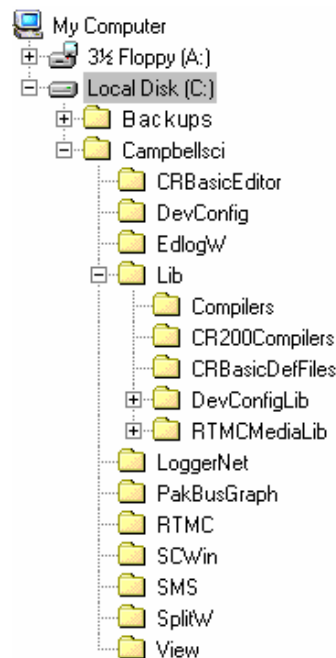 My Computer
3½ Floppy (A:)
Local Disk (C:)
Backups
Campbellsci
CRBasicEditor
DevConfig
EdlogW
Lib
Compilers
CR200Compilers
CRBasicDefFiles
DevConfigLib
RTMCMediaLib
LoggerNet
PakBusGraph
RTMC
SCWin
SMS
SplitW
View